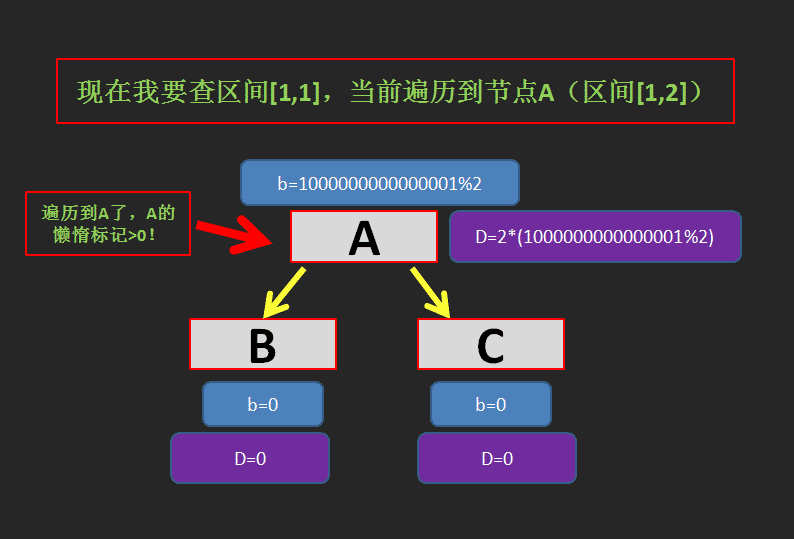 现在我要查区间[1,1]，当前遍历到节点A（区间[1,2]）
b=1000000000000001%2
遍历到A了，A的
懒惰标记>0！
A
D=2*(1000000000000001%2)
B
C
b=0
b=0
D=0
D=0